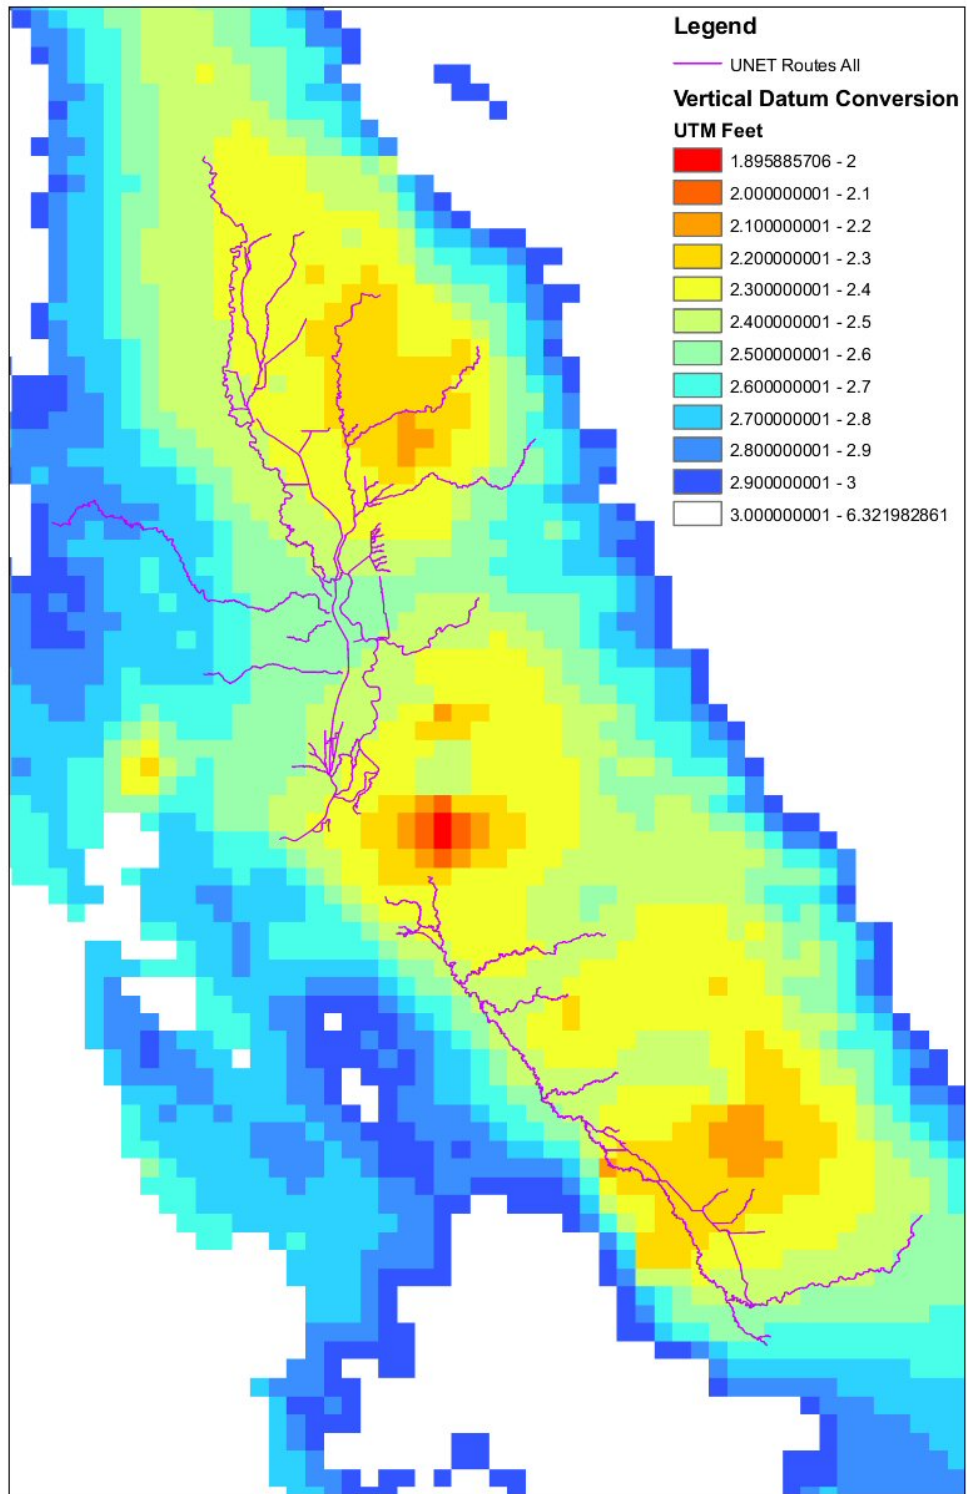 Legend
UNET Routes All
Vertical Datum Conversion
UTM Feet
1.895885706 - 2
2.000000001 - 2.1
2.100000001 - 2.2
2.200000001 - 2.3
2.300000001 - 2.4
2.400000001 - 2.5
2.500000001 - 2.6
2.600000001 - 2.7
2.700000001 - 2.8
2.800000001 - 2.9
2.900000001 - 3
3.000000001 - 6.321982861